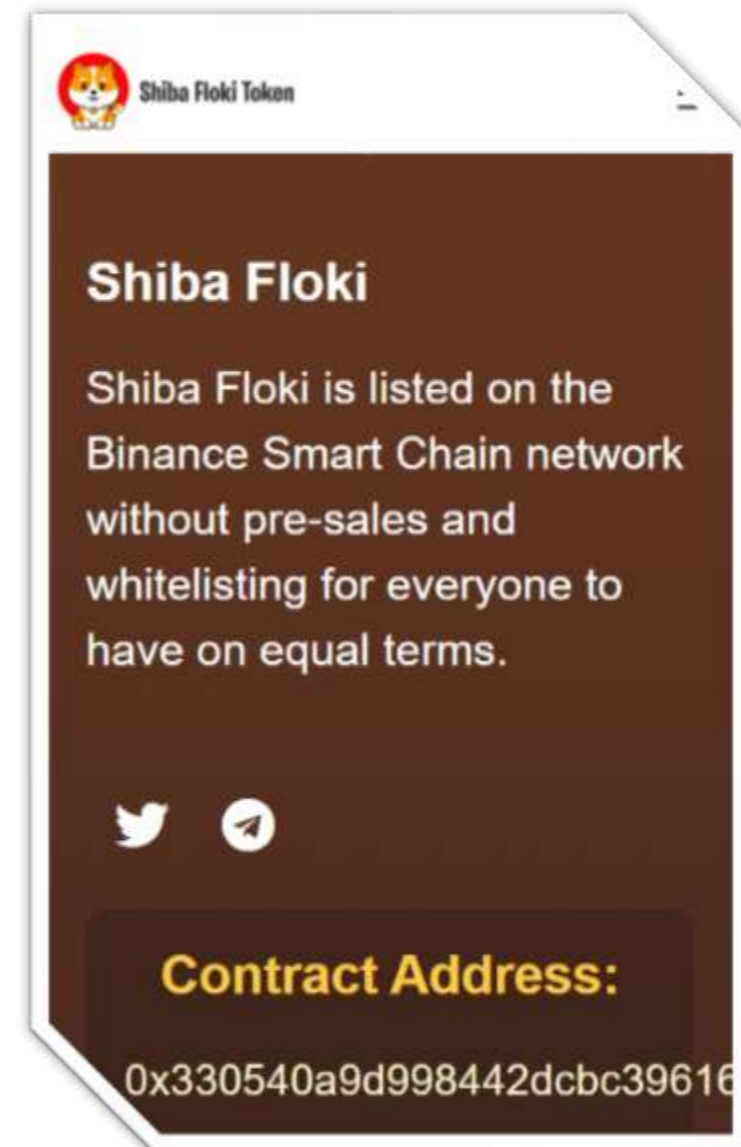 Shiba Floki Token
Shiba Floki
Shiba Floki is listed on the
Binance Smart Chain network
without pre-sales and
whitelisting for everyone to
have on equal terms.
Contract Address:
0x330540a9d998442dcbc39616